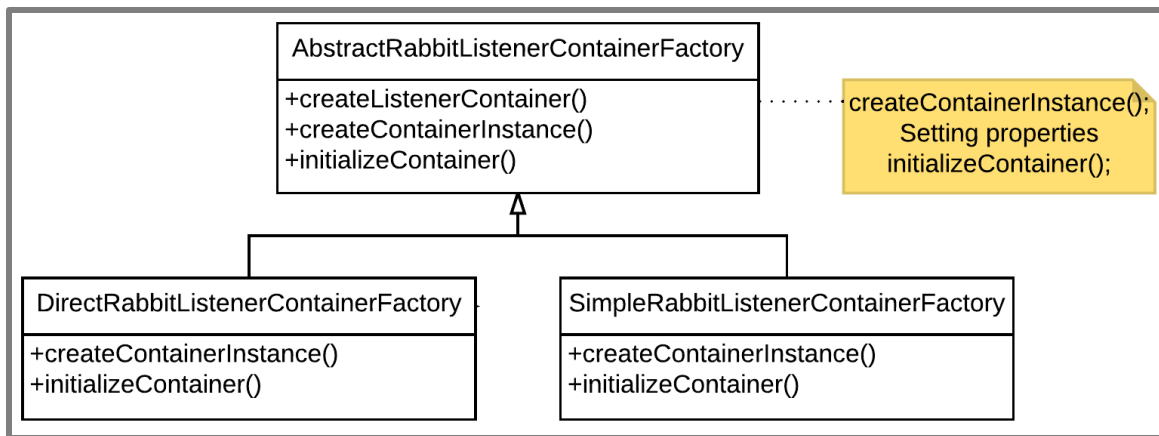 AbstractRabbitListenerContainerFactory
+createListenerContainer()
+createContainerInstance()
+initializeContainer()
createContainerInstance();
Setting properties
initializeContainer();
DirectRabbitListenerContainerFactory
+createContainerInstance()
+initializeContainer()
SimpleRabbitListenerContainerFactory
+createContainerInstance()
+initializeContainer()